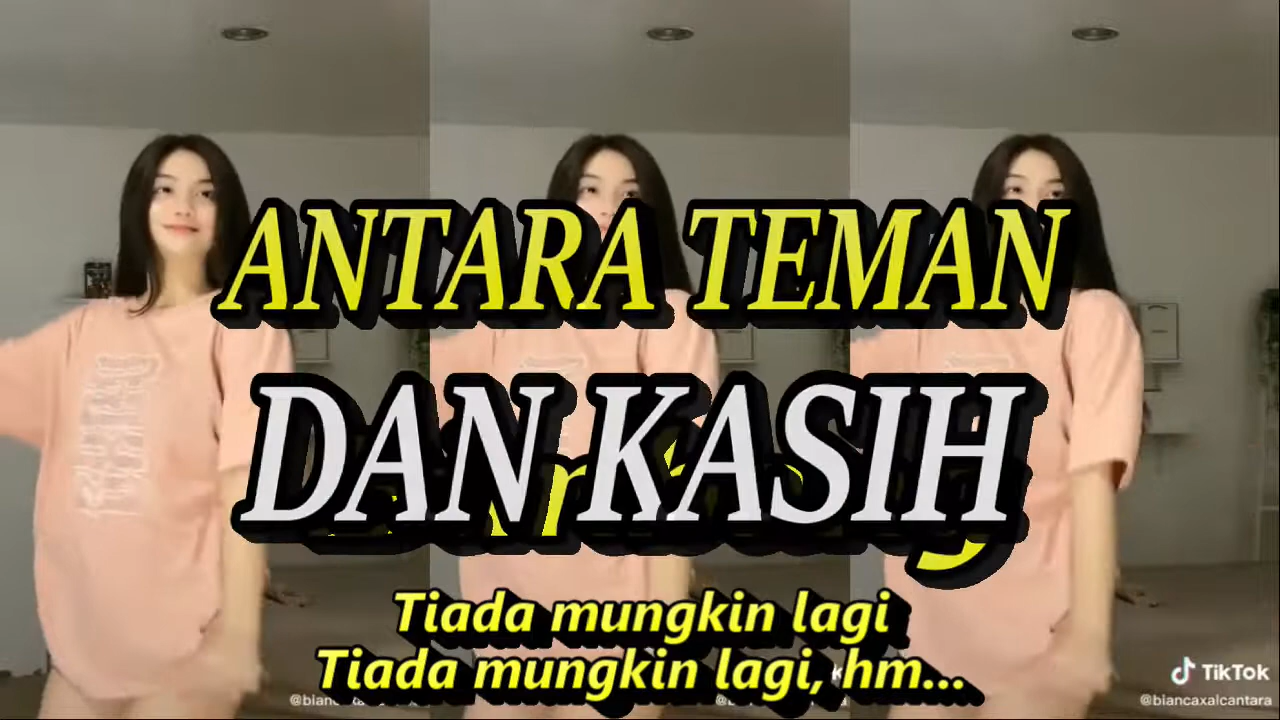 ANTARA TEMAN
DAN KASIH
Tiada mungkin lagi
Tiada mungkin lagi, hm...
TikTok
@biancaxalcantara